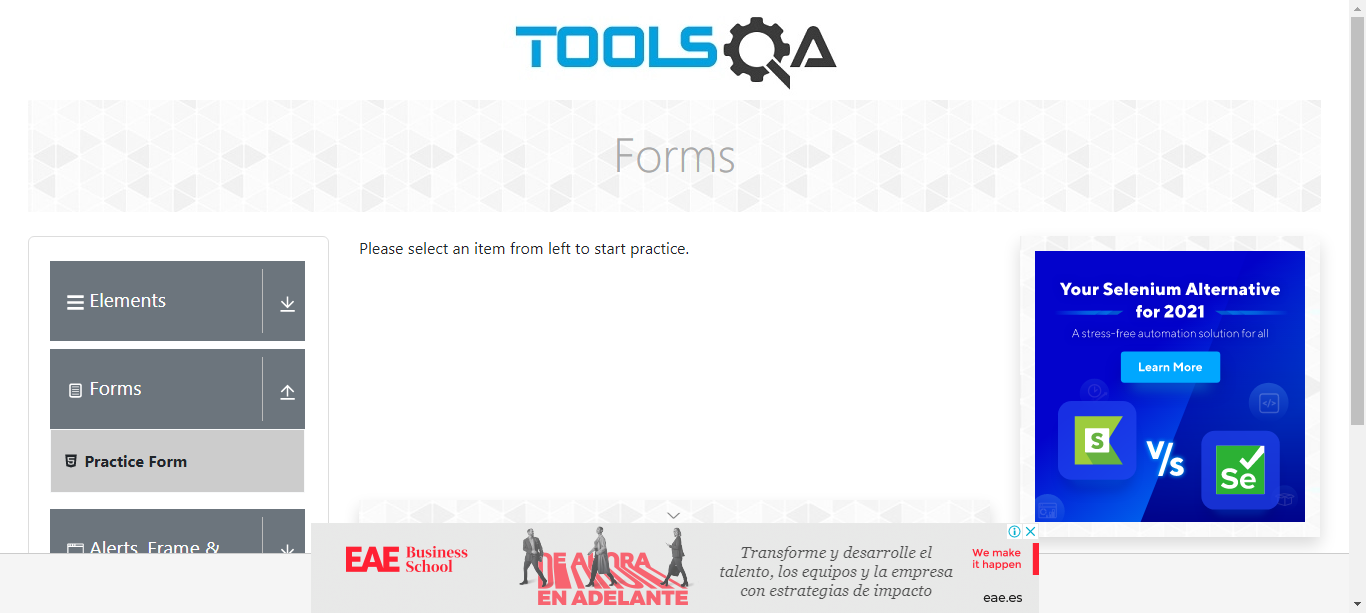 TOOLSQA
Forms
Elements
Forms
Practice Form
Alerts, Frame &
Please select an item from left to start practice.
Your Selenium Alternative
for 2021
A stress-free automation solution for all
Learn More
S
V/s
Se
EAE Business
School
DE AHORA
EN ADELANTE
Transforme y desarrolle el
talento, los equipos y la empresa
con estrategias de impacto
We make
it happen
eae.es